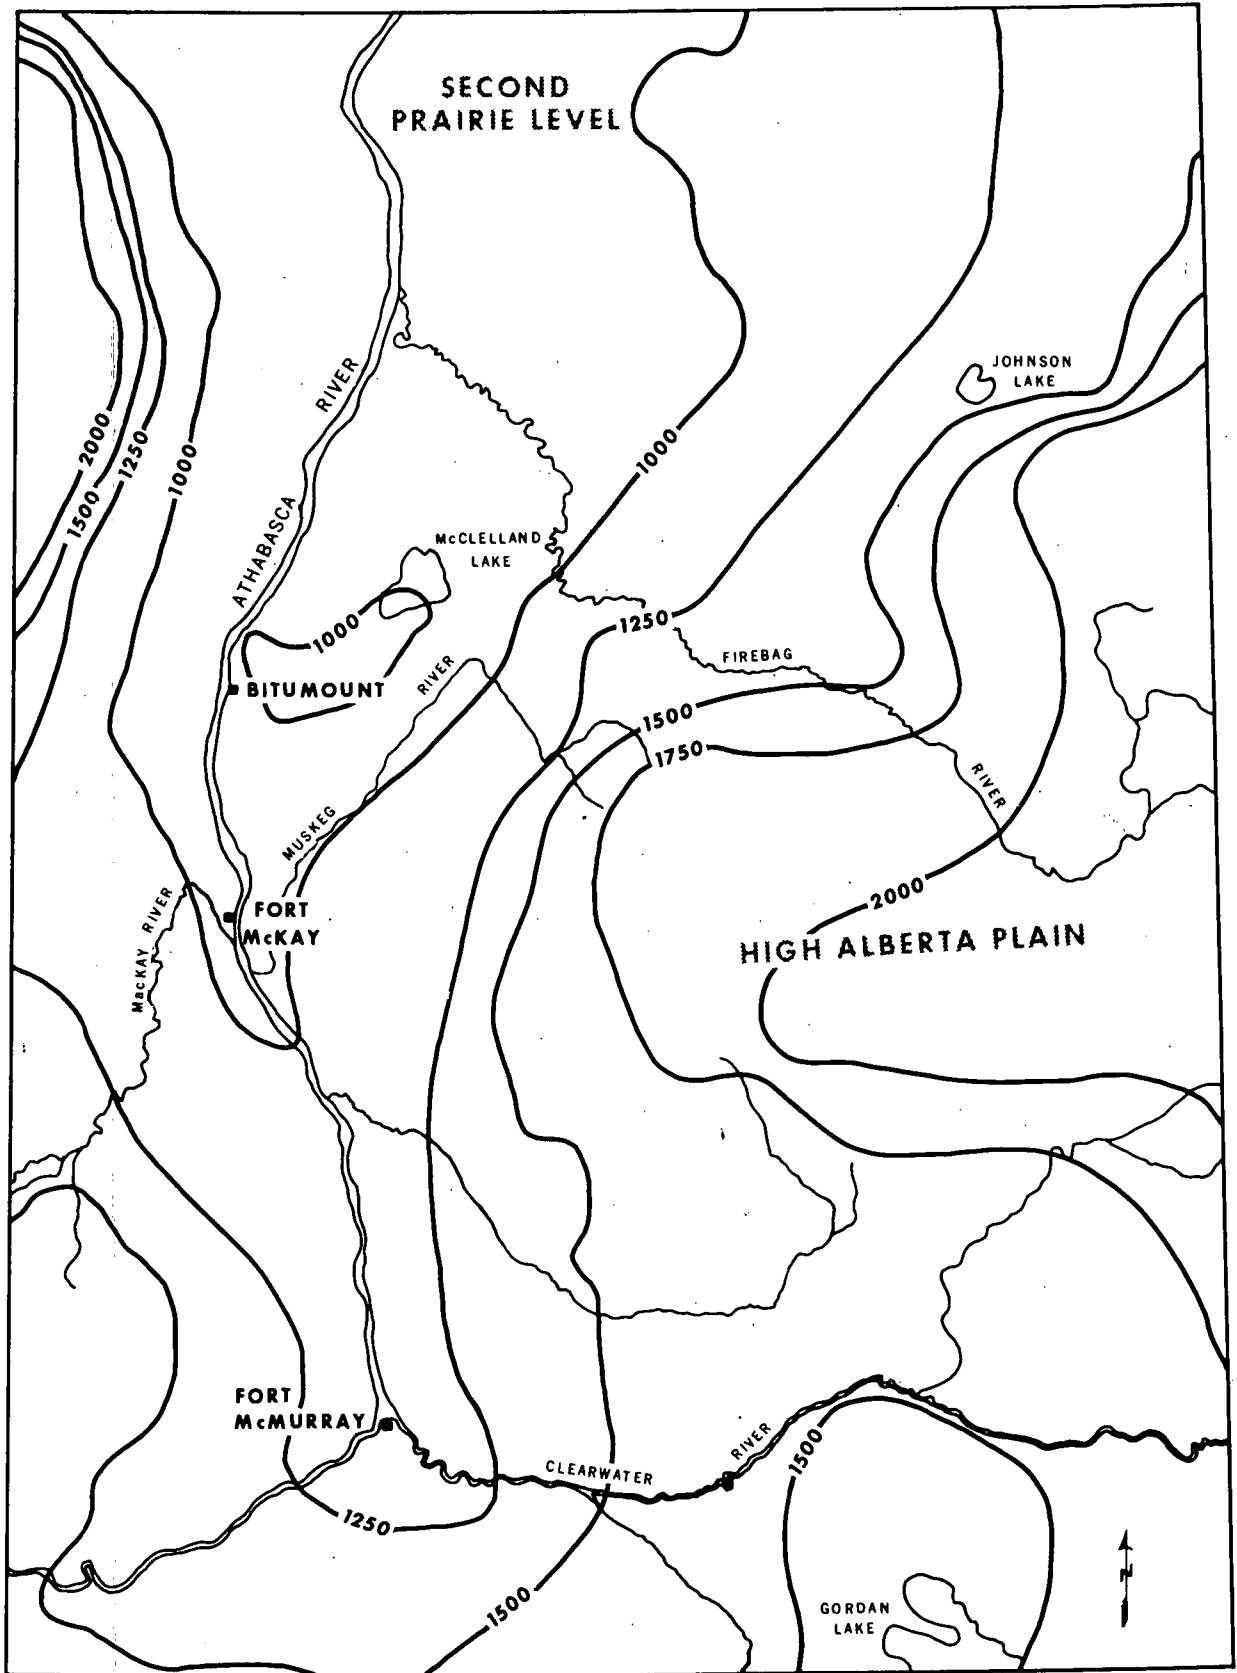 SECOND
PRAIRIE LEVEL
RIVER
JOHNSON
LAKE
2000
1250
1000
1000
1500
ATHABASCA
McCLELLAND
LAKE
1000
1250
FIREBAG
RIVER
BITUMOUNT
1500
1750
RIVER
MUSKEG
2000
FORT
McKAY
MacKAY RIVER
HIGH ALBERTA PLAIN
FORT
McMURRAY
CLEARWATER
RIVER
1500
1250
1500
GORDAN
LAKE
N